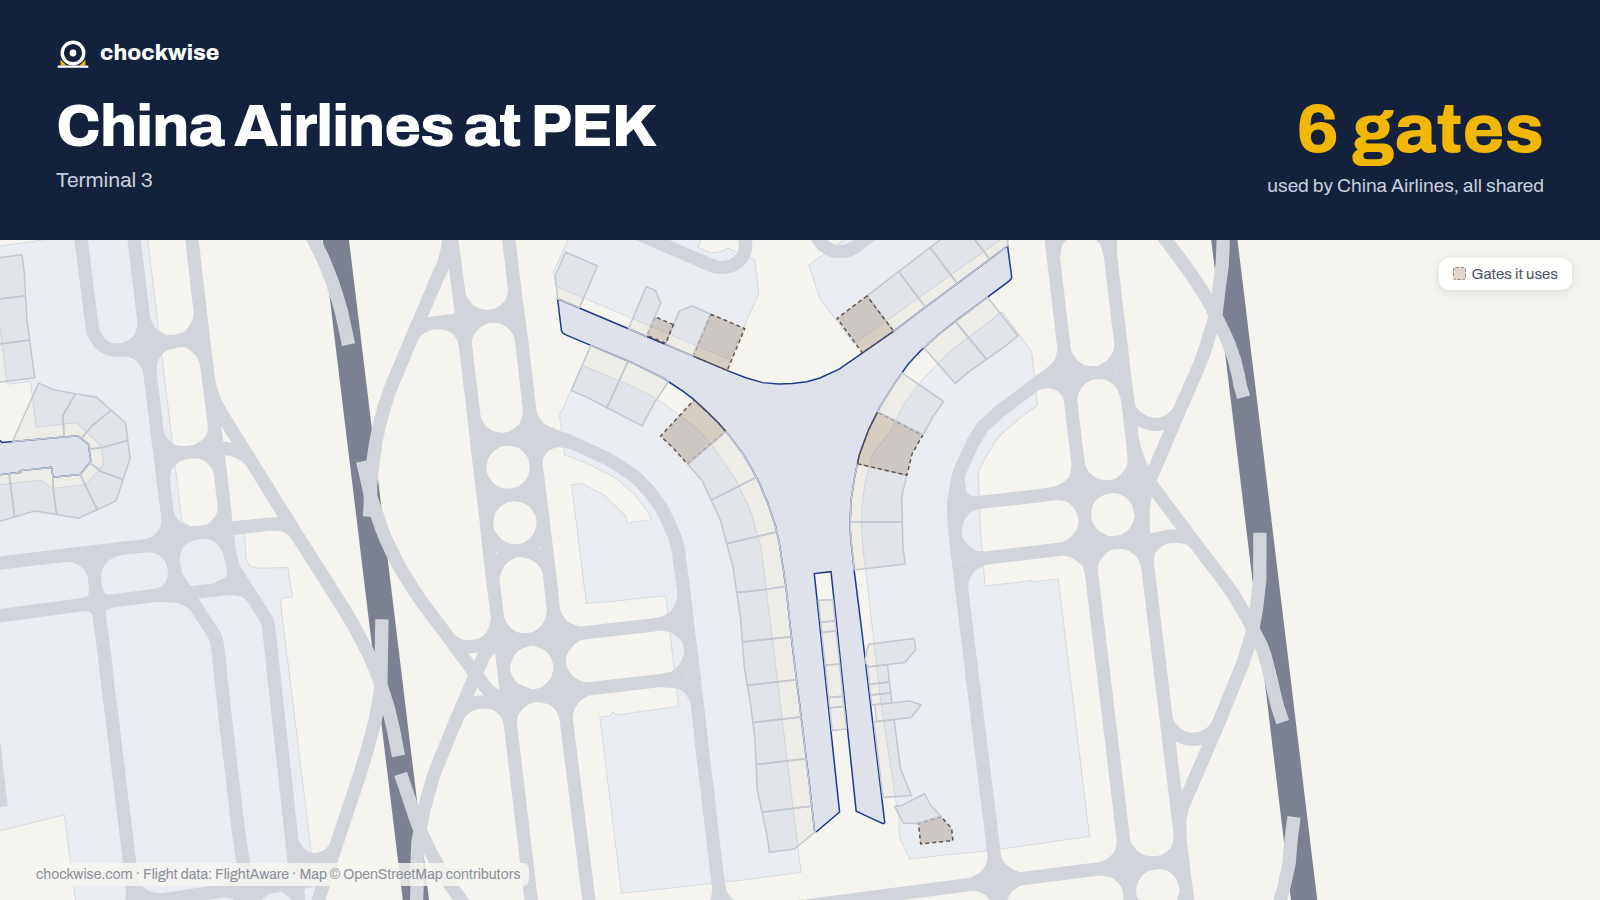 chockwise
China Airlines at PEK
Terminal 3
6 gates
used by China Airlines, all shared
Gates it uses
chockwise.com · Flight data: FlightAware · Map © OpenStreetMap contributors